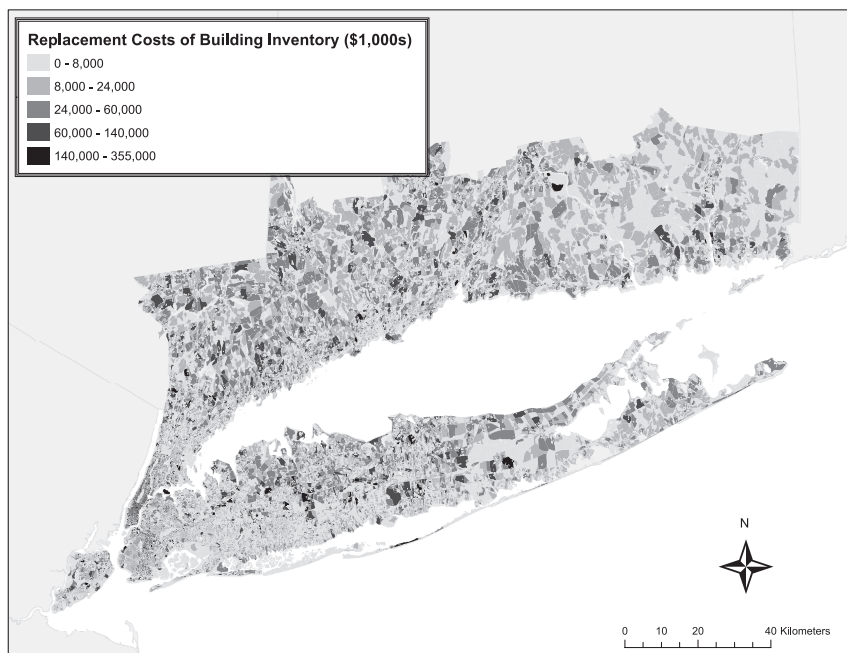 Replacement Costs of Building Inventory ($1,000s)
0 - 8,000
8,000 - 24,000
24,000 - 60,000
60,000 - 140,000
140,000 - 355,000
N
0 10 20 40 Kilometers